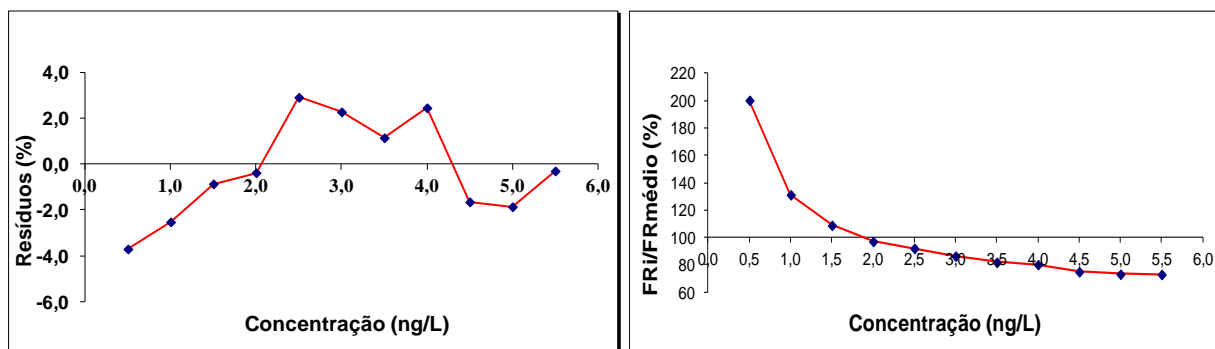 4,0
2,0
0,0
-2,0
-4,0
-6,0
0,0 1,0 2,0 3,0 4,0 5,0 6,0
Resíduos (%)
Concentração (ng/L)
220
200
180
160
140
120
100
80
60
0,0 0,5 1,0 1,5 2,0 2,5 3,0 3,5 4,0 4,5 5,0 5,5 6,0
FRi/FRmédio (%)
Concentração (ng/L)